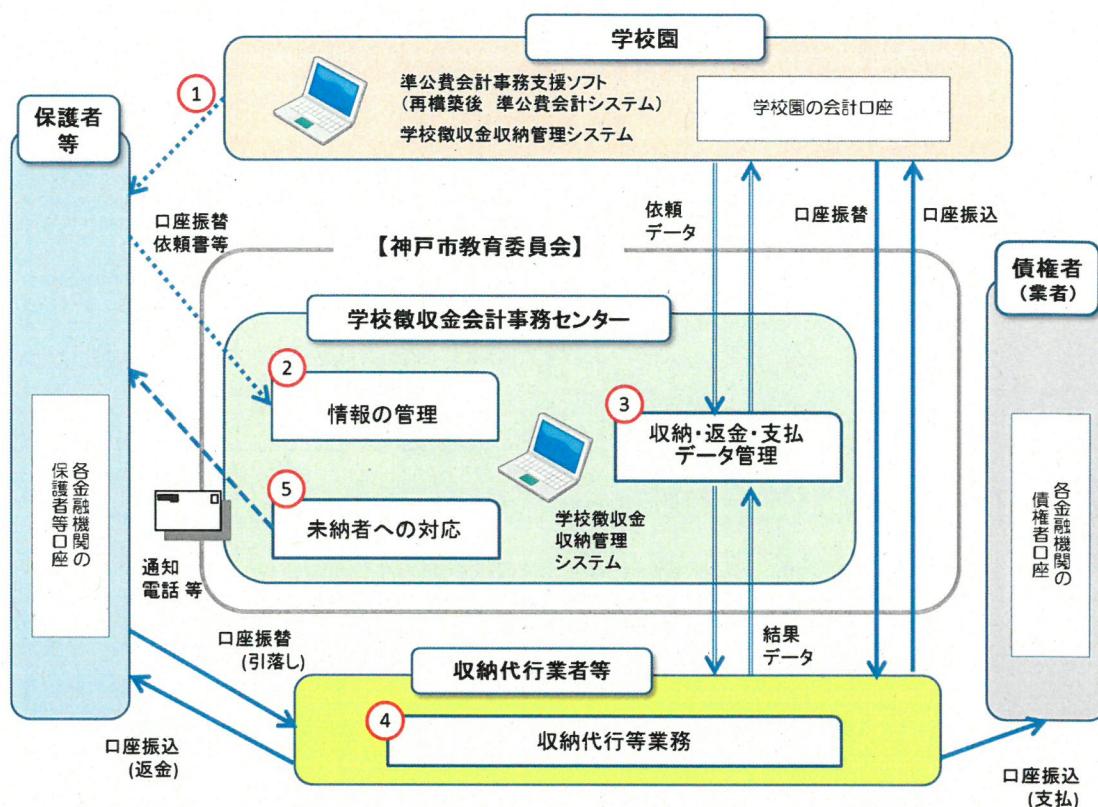 学校園
準公費会計事務支援ソフト
(再構築後 準公費会計システム)
学校徴収金収納管理システム
学校園の会計口座
1
保護者
等
口座振替
依頼書等
依頼
データ
口座振替
口座振込
【神戸市教育委員会】
債権者
(業者)
学校徴収金会計事務センター
2
情報の管理
3
収納・返金・支払
データ管理
各金融機関の
保護者等口座
5
未納者への対応
学校徴収金
収納管理
システム
各金融機関の
債権者口座
通知
電話 等
口座振替
(引落し)
結果
データ
収納代行業者等
4
収納代行等業務
口座振込
(返金)
口座振込
(支払)